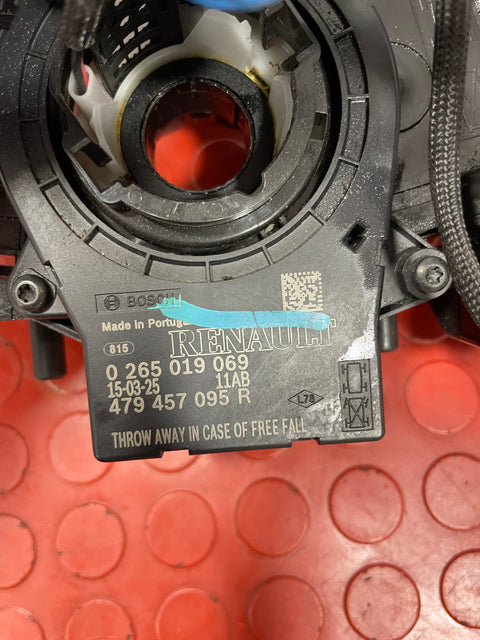 BOSCH
Made in Portugal
RENAULT
815
0 265 019 069
15-03-25 11AB
479 457 095 R
L78
THROW AWAY IN CASE OF FREE FALL